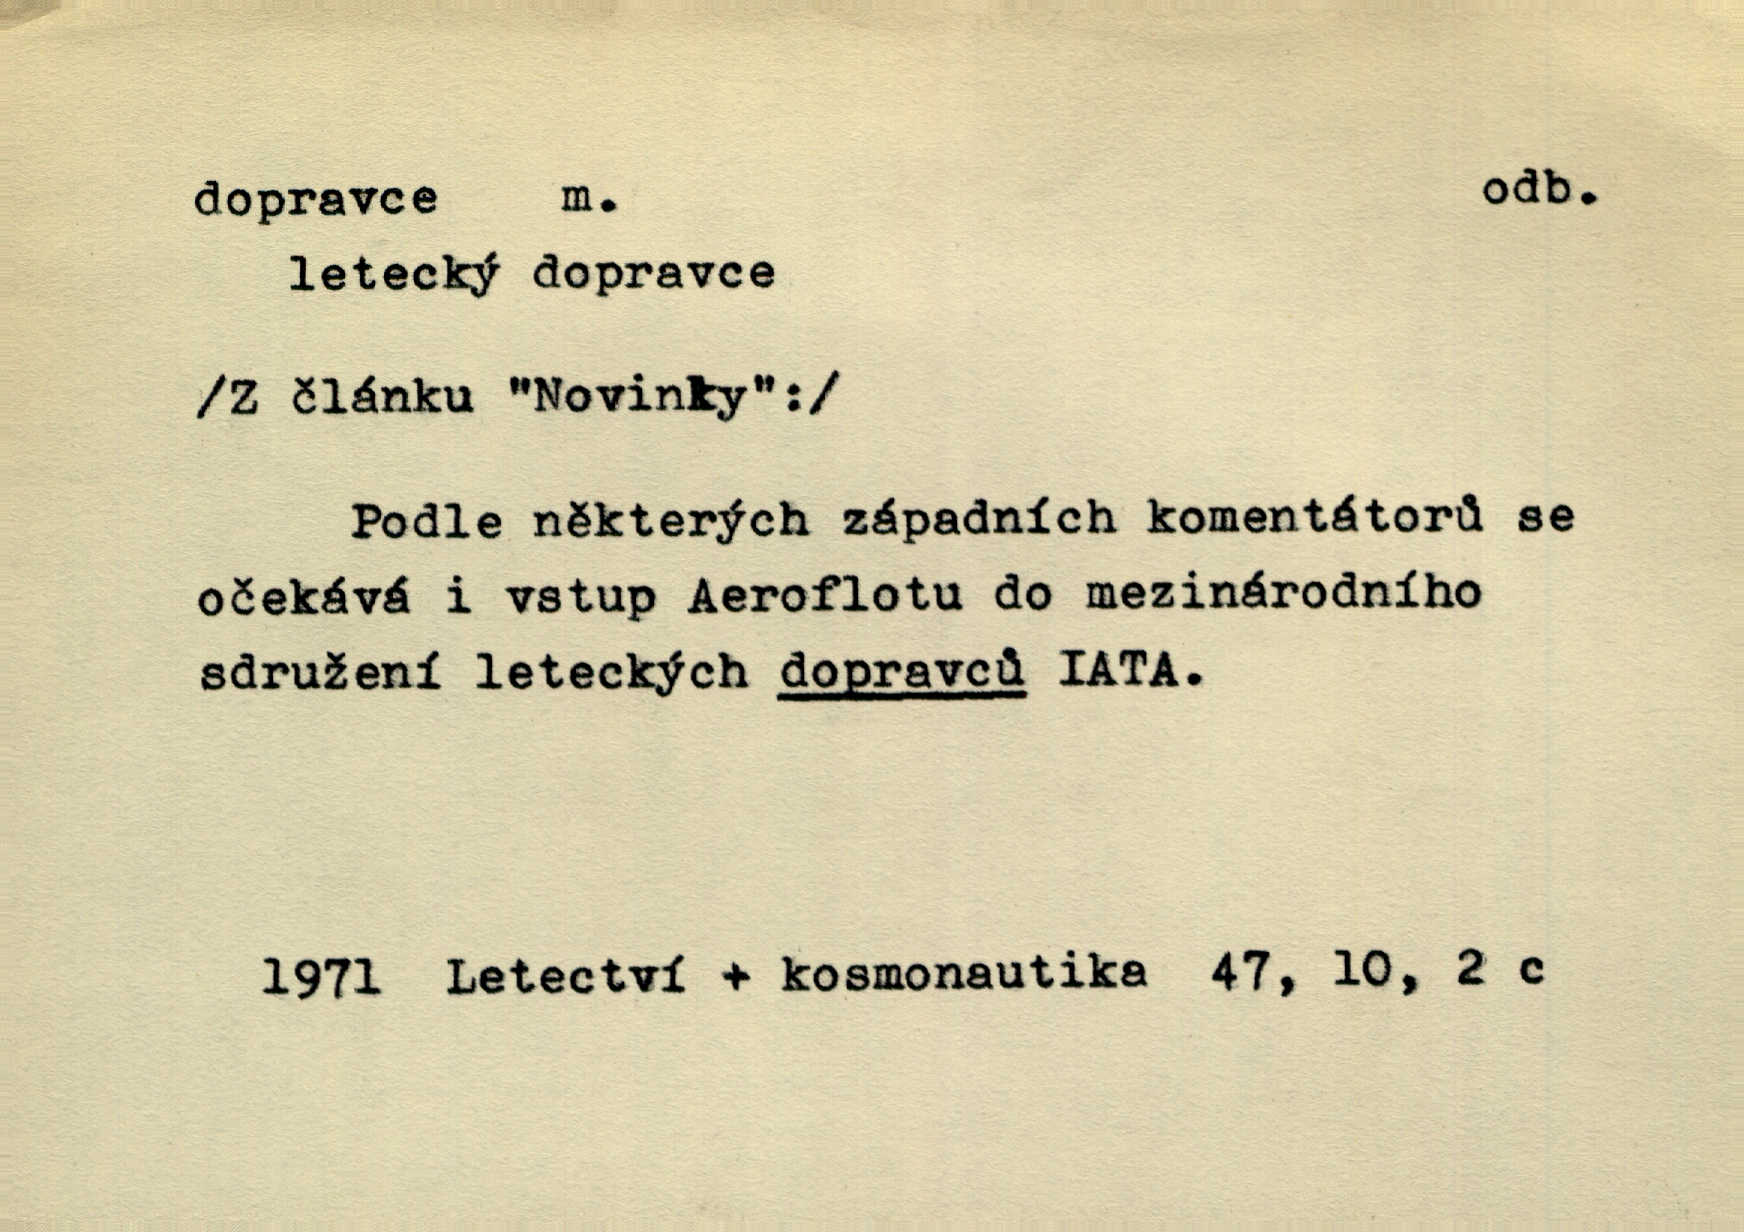 dopravce m. odb.
letecký dopravce
/Z článku "Novinky":/
Podle některých západních komentátorů se
očekává i vstup Aeroflotu do mezinárodního
sdružení leteckých dopravců IATA.
1971 Letectví + kosmonautika 47, 10, 2 c